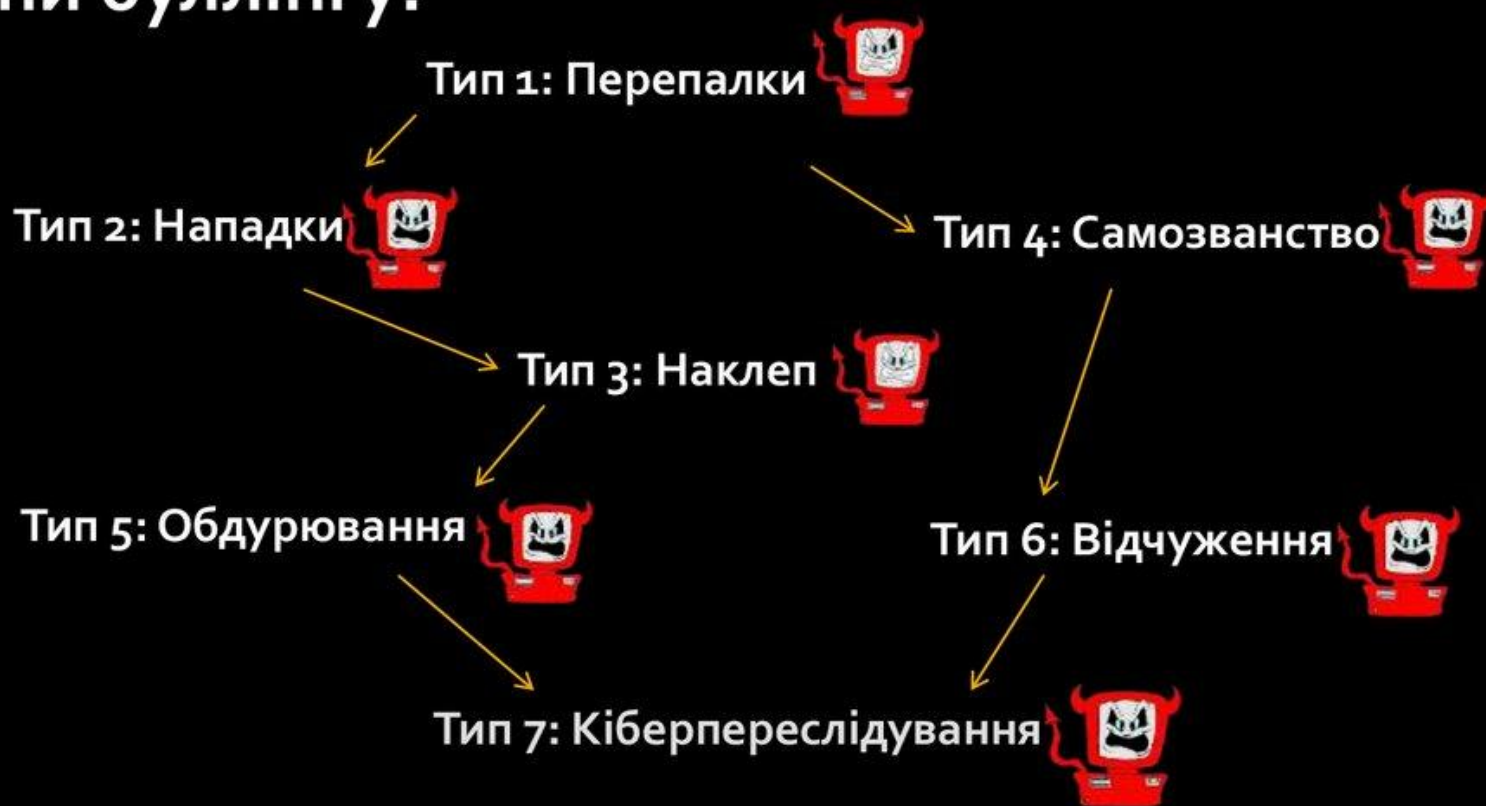 буллінгу:
Тип 1: Перепалки
Тип 2: Нападки
Тип 4: Самозванство
Тип 3: Наклеп
Тип 5: Обдурювання
Тип 6: Відчуження
Тип 7: Кіберпереслідування